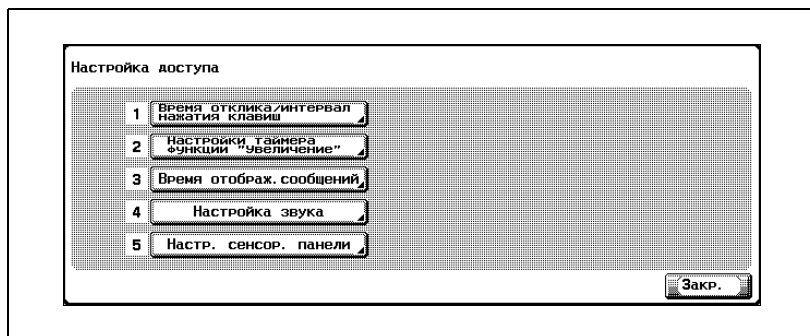 Настройка доступа
1 Время отклика/интервал
нажатия клавиш
2 Настройки таймера
функции "Увеличение"
3 Время отображ.сообщений
4 Настройка звука
5 Настр. сенсор. панели
Закр.